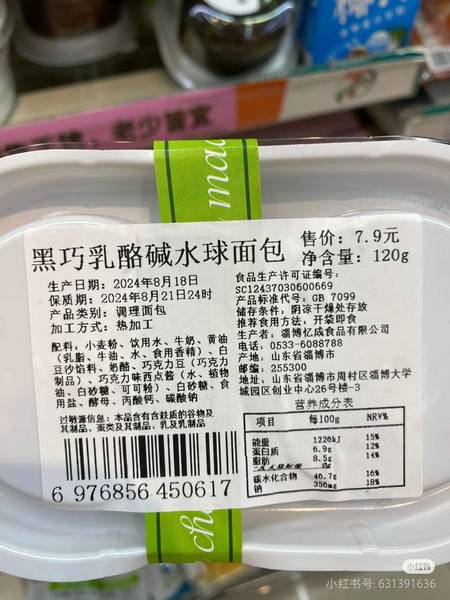 老少皆宜
黑巧乳酪碱水球面包
售价：7.9元
净含量：120g
生产日期：2024年8月18日
保质期：2024年8月21日24时
产品类别：调理面包
加工方式：热加工
配料：小麦粉、饮用水、牛奶、黄油
（乳脂、牛油、水、食用香精）、白
豆沙馅料、奶酪、巧克力豆（巧克力
制品）、巧克力味西点酱（水、植物
油、白砂糖、可可粉）、白砂糖、食
用盐、酵母、丙酸钙、碳酸钠
过敏源信息：本品含有含麸质的谷物及
其制品、蛋类及其制品、乳及乳制品
6 976856 450617
食品生产许可证编号：
SC12437030600669
产品标准代号：GB 7099
储存条件：阴凉干燥处存放
推荐食用方法：开袋即食
生产者：淄博亿成食品有限公司
电话：0533-6088788
产地：山东省淄博市
邮编：255300
地址：山东省淄博市周村区淄博大学
城园区创业中心26号楼-3
营养成分表
项目 每100g NRV%
能量 1226kJ 15%
蛋白质 6.9g 12%
脂肪 8.5g 14%
碳水化合物 46.7g 16%
钠 356mg 18%
小红书
小红书号：631391636